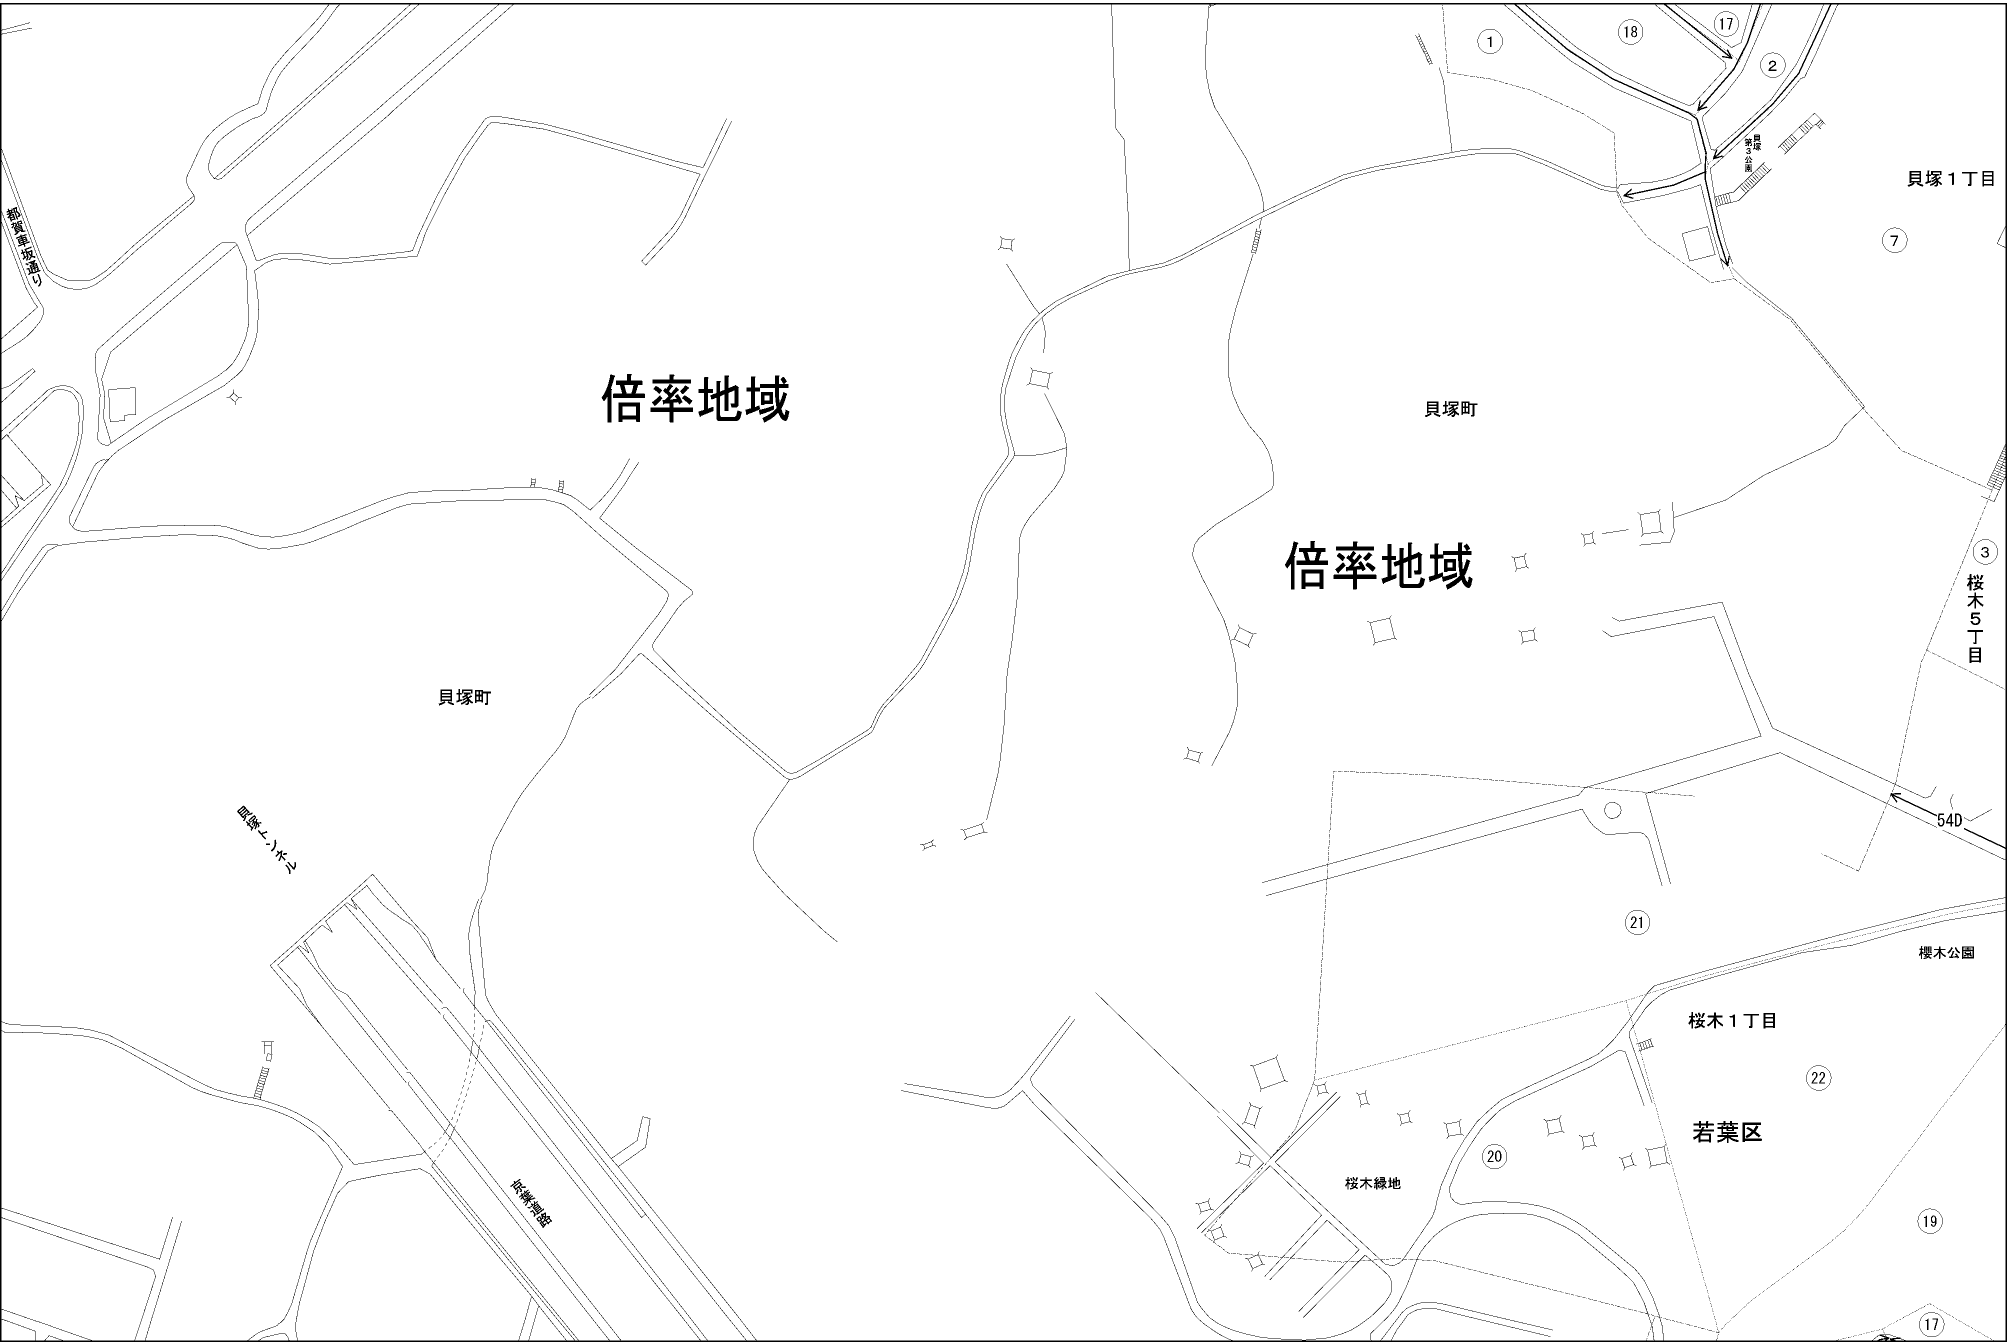 17
18
1
2
貝塚
第3公園
貝塚1丁目
7
都賀車坂通り
倍率地域
貝塚町
倍率地域
3
桜木5丁目
貝塚町
貝塚トンネル
54D
21
櫻木公園
桜木1丁目
22
若葉区
20
桜木緑地
京葉道路
19
17